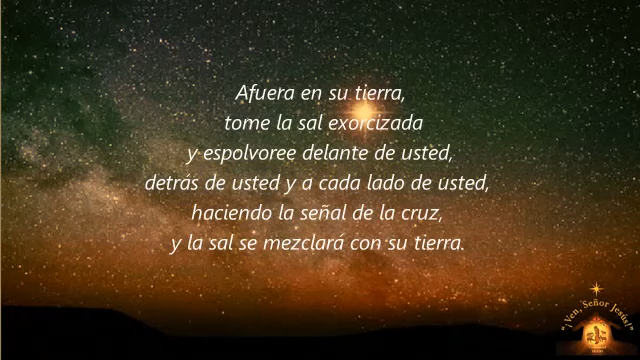 Afuera en su tierra,
tome la sal exorcizada
y espolvoree delante de usted,
detrás de usted y a cada lado de usted,
haciendo la señal de la cruz,
y la sal se mezclará con su tierra.
"¡Ven, Señor Jesús!"